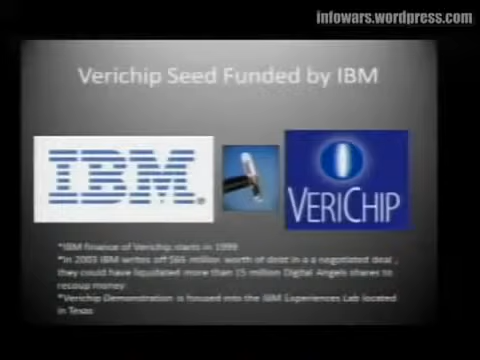 infowars.wordpress.com
Verichip Seed Funded by IBM
IBM
VERICHIP
*IBM finance of Verichip starts in 1999
*In 2003 IBM writes off $65 million worth of debt in a a negotiated deal ,
they could have liquidated more than 15 million Digital Angels shares to
recoup money.
*Verichip Demonstration is housed into the IBM Experiences Lab located
in Texas